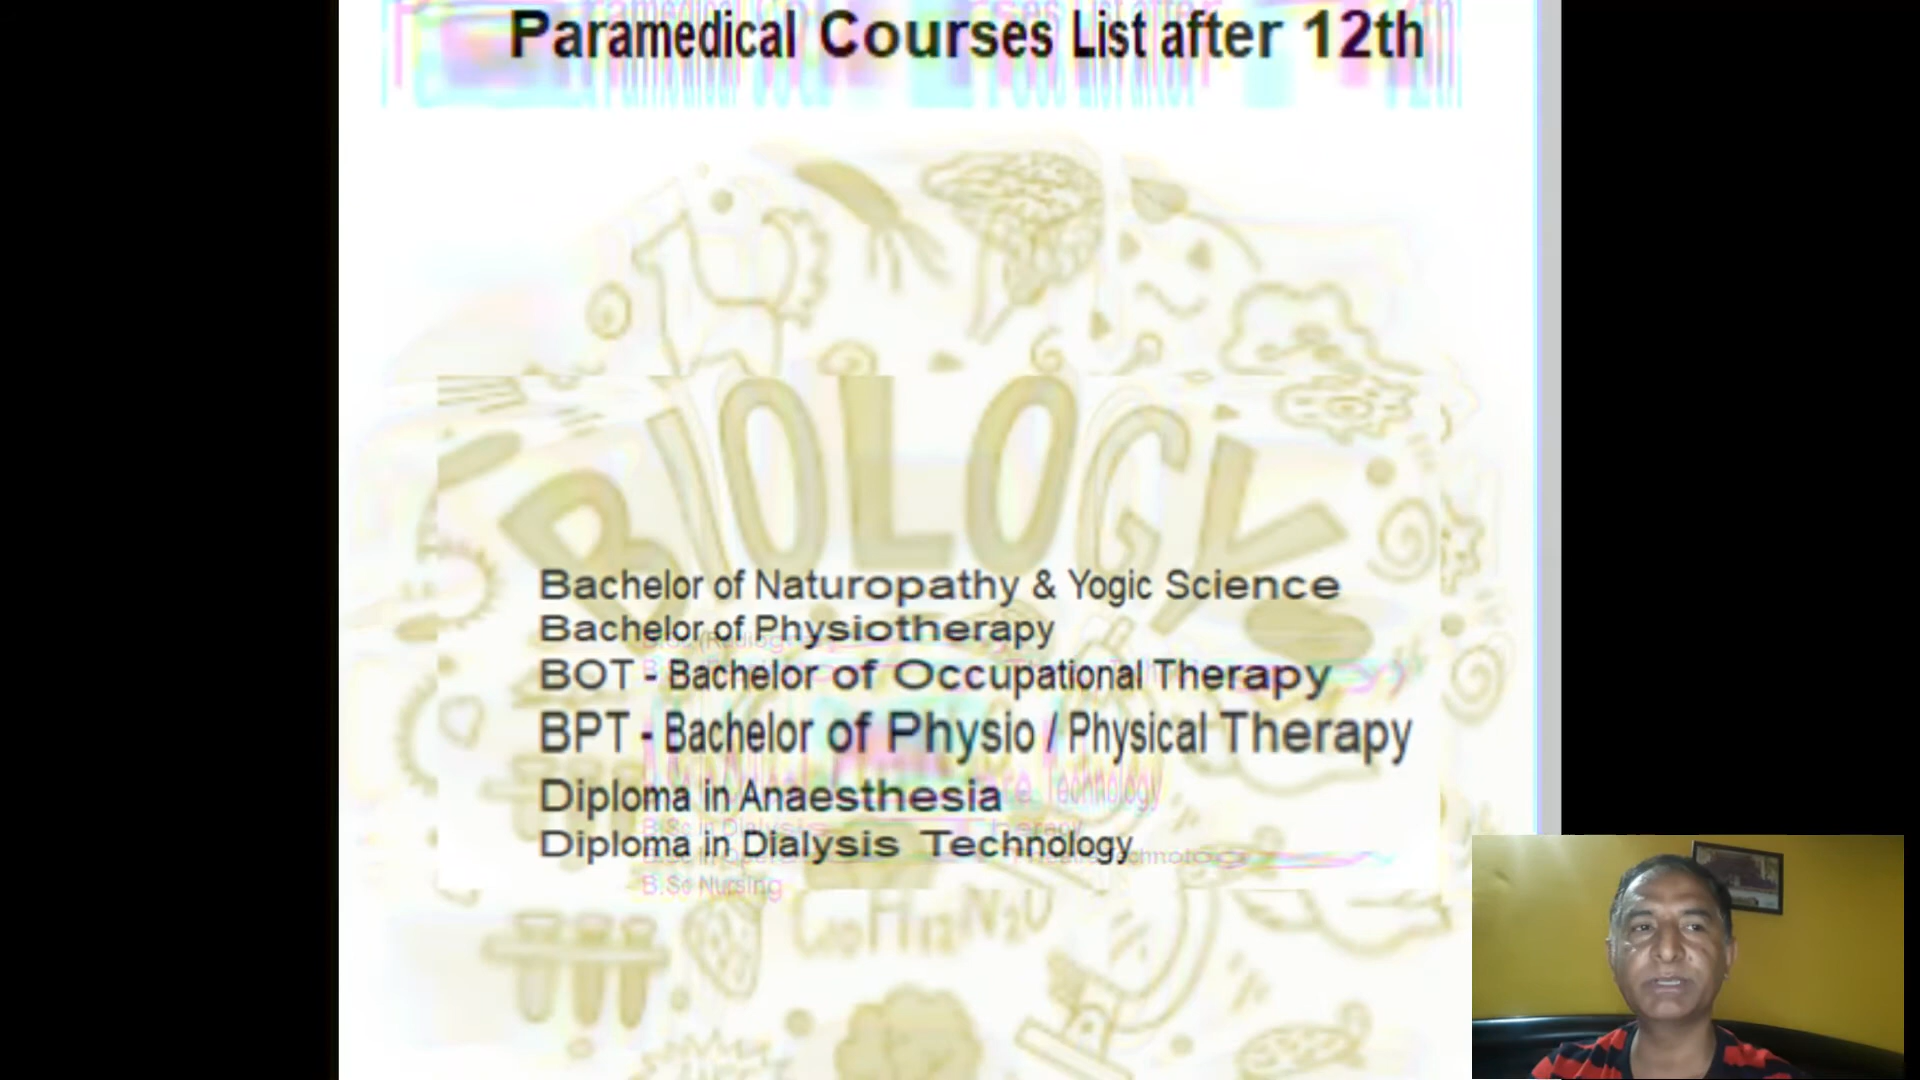 Paramedical Courses List after 12th
BIOLOGY
Bachelor of Naturopathy & Yogic Science
Bachelor of Physiotherapy
BOT - Bachelor of Occupational Therapy
BPT - Bachelor of Physio / Physical Therapy
Diploma in Anaesthesia
Diploma in Dialysis Technology
B.Sc Nursing